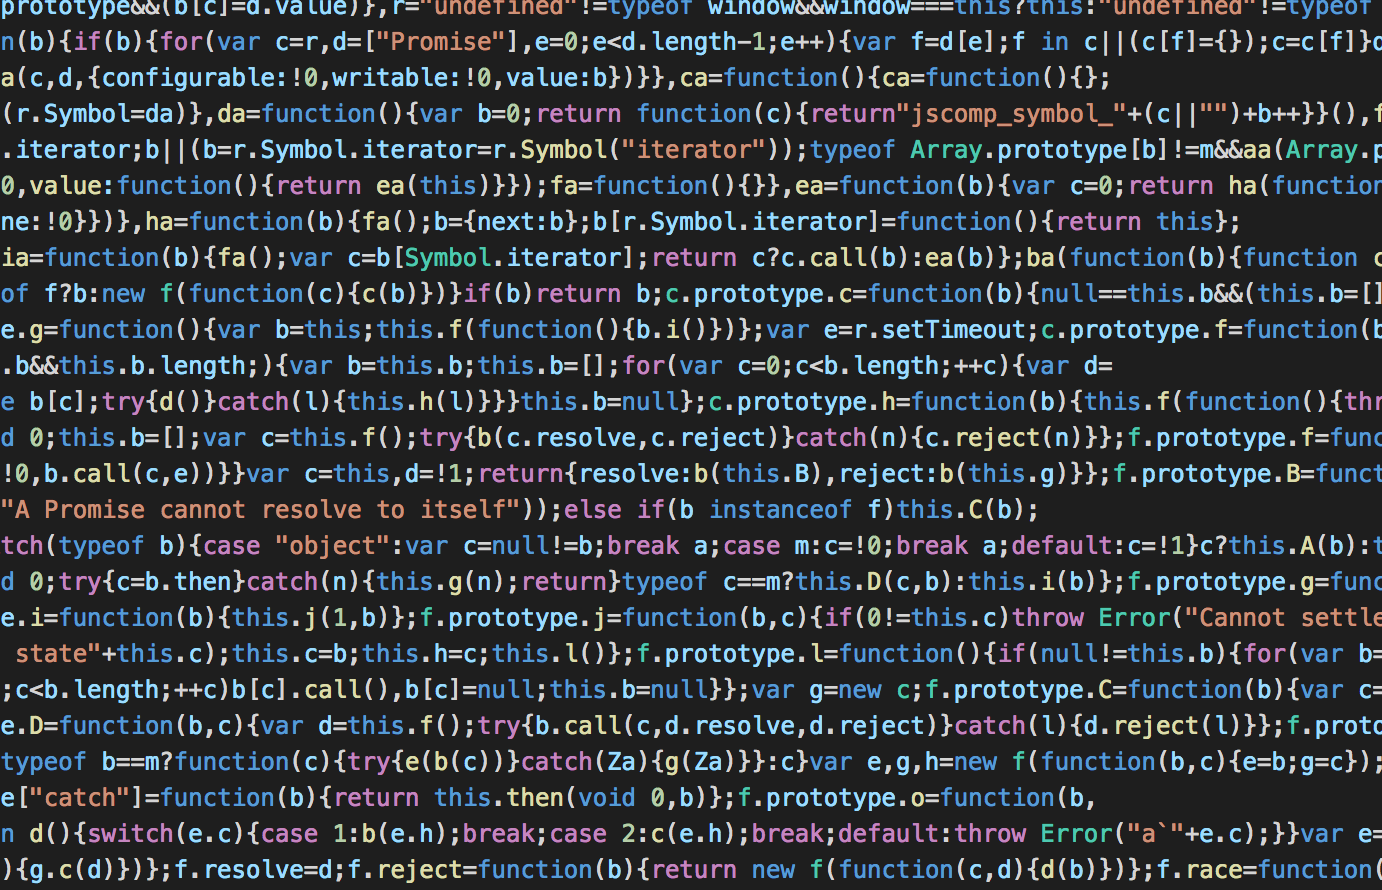 prototype&&(b[c]=d.value)},r="undefined"!=typeof window&&window===this?this:"undefined"!=typeof
n(b){if(b){for(var c=r,d=["Promise"],e=0;e<d.length-1;e++){var f=d[e];f in c||(c[f]={});c=c[f]}d
a(c,d,{configurable:!0,writable:!0,value:b})}},ca=function(){ca=function(){};
(r.Symbol=da)},da=function(){var b=0;return function(c){return"jscomp_symbol_"+(c||"")+b++}}(),f
.iterator;b||(b=r.Symbol.iterator=r.Symbol("iterator"));typeof Array.prototype[b]!=m&&aa(Array.p
0,value:function(){return ea(this)}});fa=function(){}},ea=function(b){var c=0;return ha(function
ne:!0}})},ha=function(b){fa();b={next:b};b[r.Symbol.iterator]=function(){return this};
ia=function(b){fa();var c=b[Symbol.iterator];return c?c.call(b):ea(b)};ba(function(b){function c
of f?b:new f(function(c){c(b)})}if(b)return b;c.prototype.c=function(b){null==this.b&&(this.b=[]
e.g=function(){var b=this;this.f(function(){b.i()})};var e=r.setTimeout;c.prototype.f=function(b
.b&&this.b.length;){var b=this.b;this.b=[];for(var c=0;c<b.length;++c){var d=
e b[c];try{d()}catch(l){this.h(l)}}}this.b=null};c.prototype.h=function(b){this.f(function(){thr
d 0;this.b=[];var c=this.f();try{b(c.resolve,c.reject)}catch(n){c.reject(n)}};f.prototype.f=func
!0,b.call(c,e))}}var c=this,d=!1;return{resolve:b(this.B),reject:b(this.g)}};f.prototype.B=funct
"A Promise cannot resolve to itself"));else if(b instanceof f)this.C(b);
tch(typeof b){case "object":var c=null!=b;break a;case m:c=!0;break a;default:c=!1}c?this.A(b):t
d 0;try{c=b.then}catch(n){this.g(n);return}typeof c==m?this.D(c,b):this.i(b)};f.prototype.g=func
e.i=function(b){this.j(1,b)};f.prototype.j=function(b,c){if(0!=this.c)throw Error("Cannot settle
state"+this.c);this.c=b;this.h=c;this.l()};f.prototype.l=function(){if(null!=this.b){for(var b=
;c<b.length;++c)b[c].call(),b[c]=null;this.b=null}};var g=new c;f.prototype.C=function(b){var c=
e.D=function(b,c){var d=this.f();try{b.call(c,d.resolve,d.reject)}catch(l){d.reject(l)}};f.proto
typeof b==m?function(c){try{e(b(c))}catch(Za){g(Za)}}:c}var e,g,h=new f(function(b,c){e=b;g=c});
e["catch"]=function(b){return this.then(void 0,b)};f.prototype.o=function(b,
n d(){switch(e.c){case 1:b(e.h);break;case 2:c(e.h);break;default:throw Error("a`"+e.c);}}var e=
){g.c(d)})};f.resolve=d;f.reject=function(b){return new f(function(c,d){d(b)})};f.race=function(